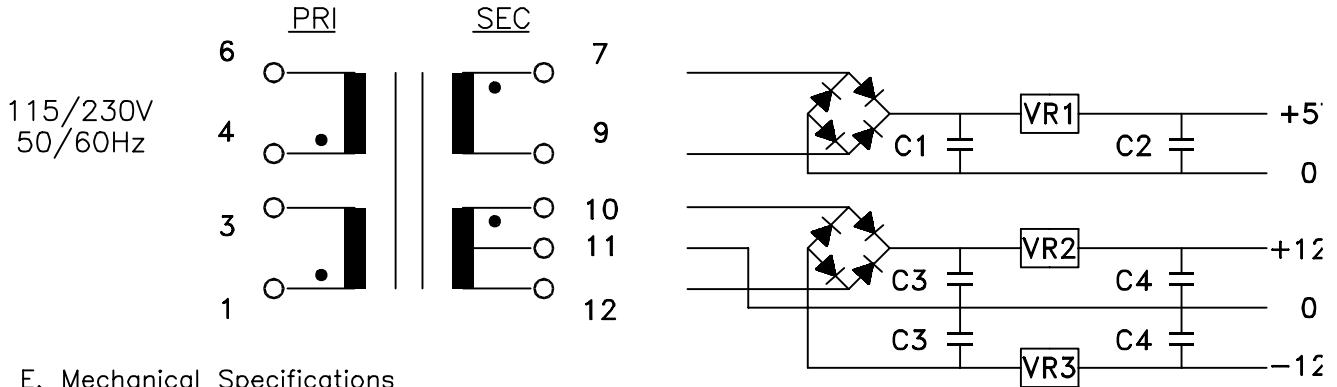 PRI SEC
6 7
115/230V
50/60Hz
4 9
VR1
C1 C2
0
3 10
11
VR2
C3 C4
1 12
0
C3 C4
VR3
+12
-12
E. Mechanical Specifications